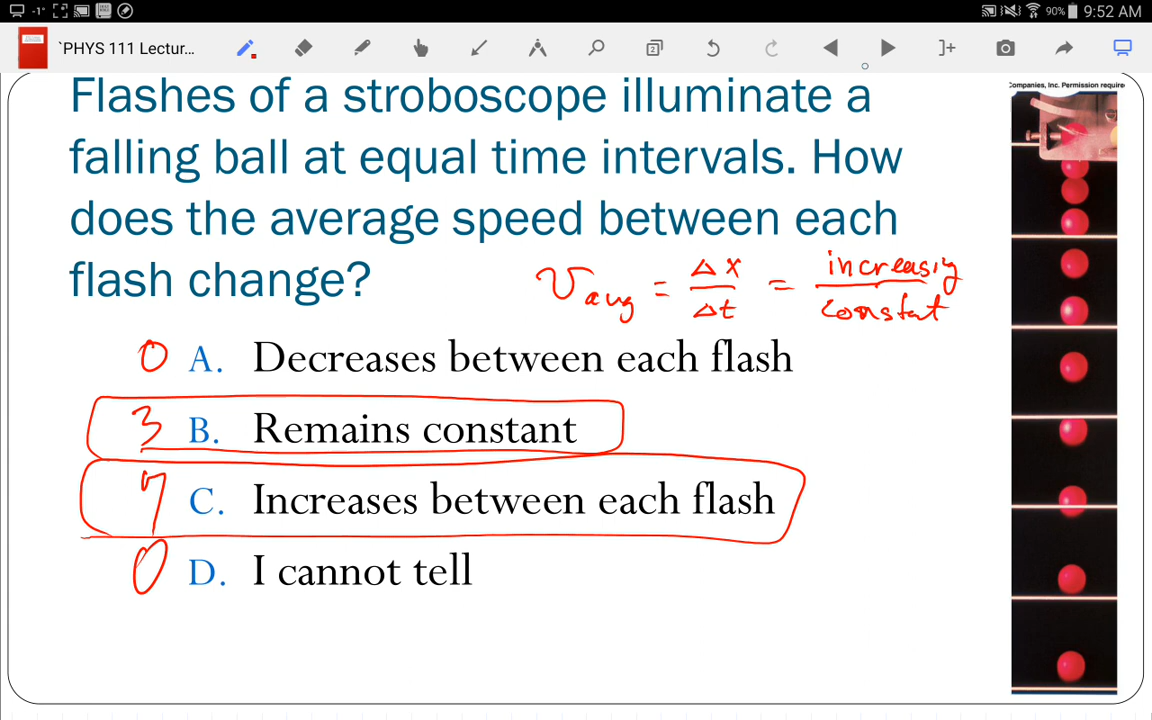 -1°
90% 9:52 AM
`PHYS 111 Lectur...
2
]+
Companies, Inc. Permission require
Flashes of a stroboscope illuminate a
falling ball at equal time intervals. How
does the average speed between each
flash change?
Vavg = Δx/Δt = increasing/constant
0 A. Decreases between each flash
3 B. Remains constant
7 C. Increases between each flash
0 D. I cannot tell